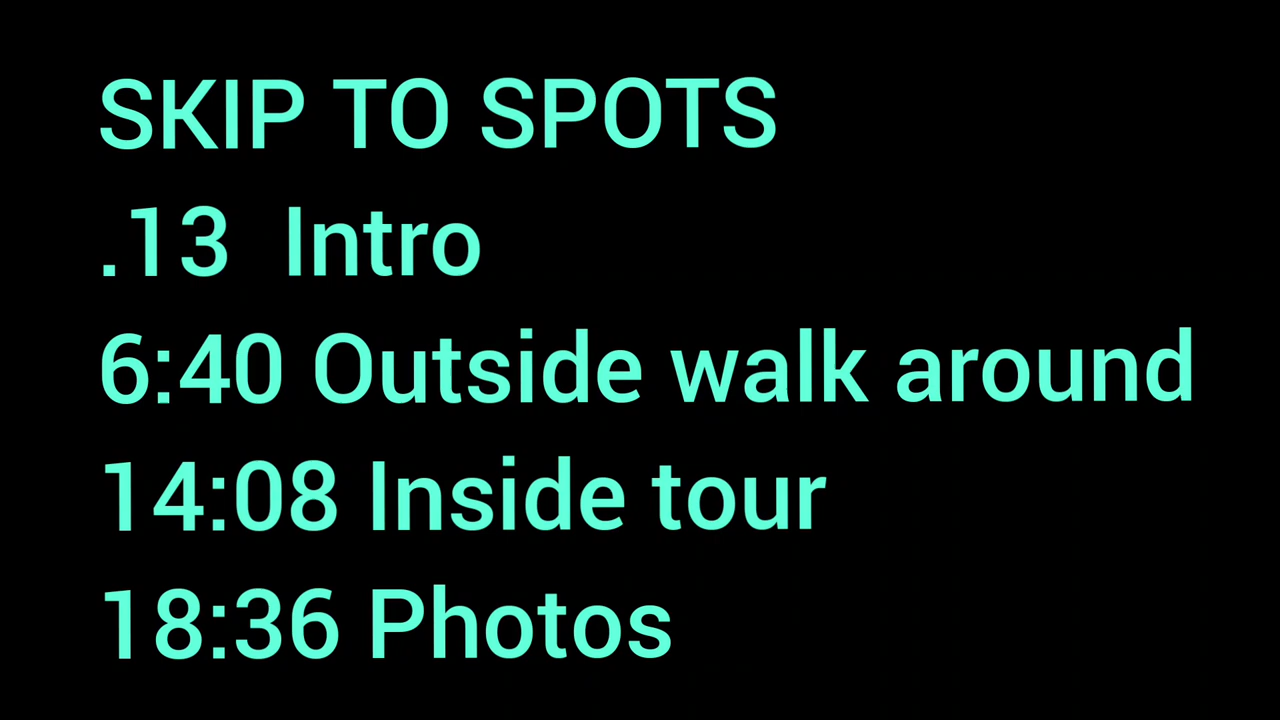 SKIP TO SPOTS
.13 Intro
6:40 Outside walk around
14:08 Inside tour
18:36 Photos